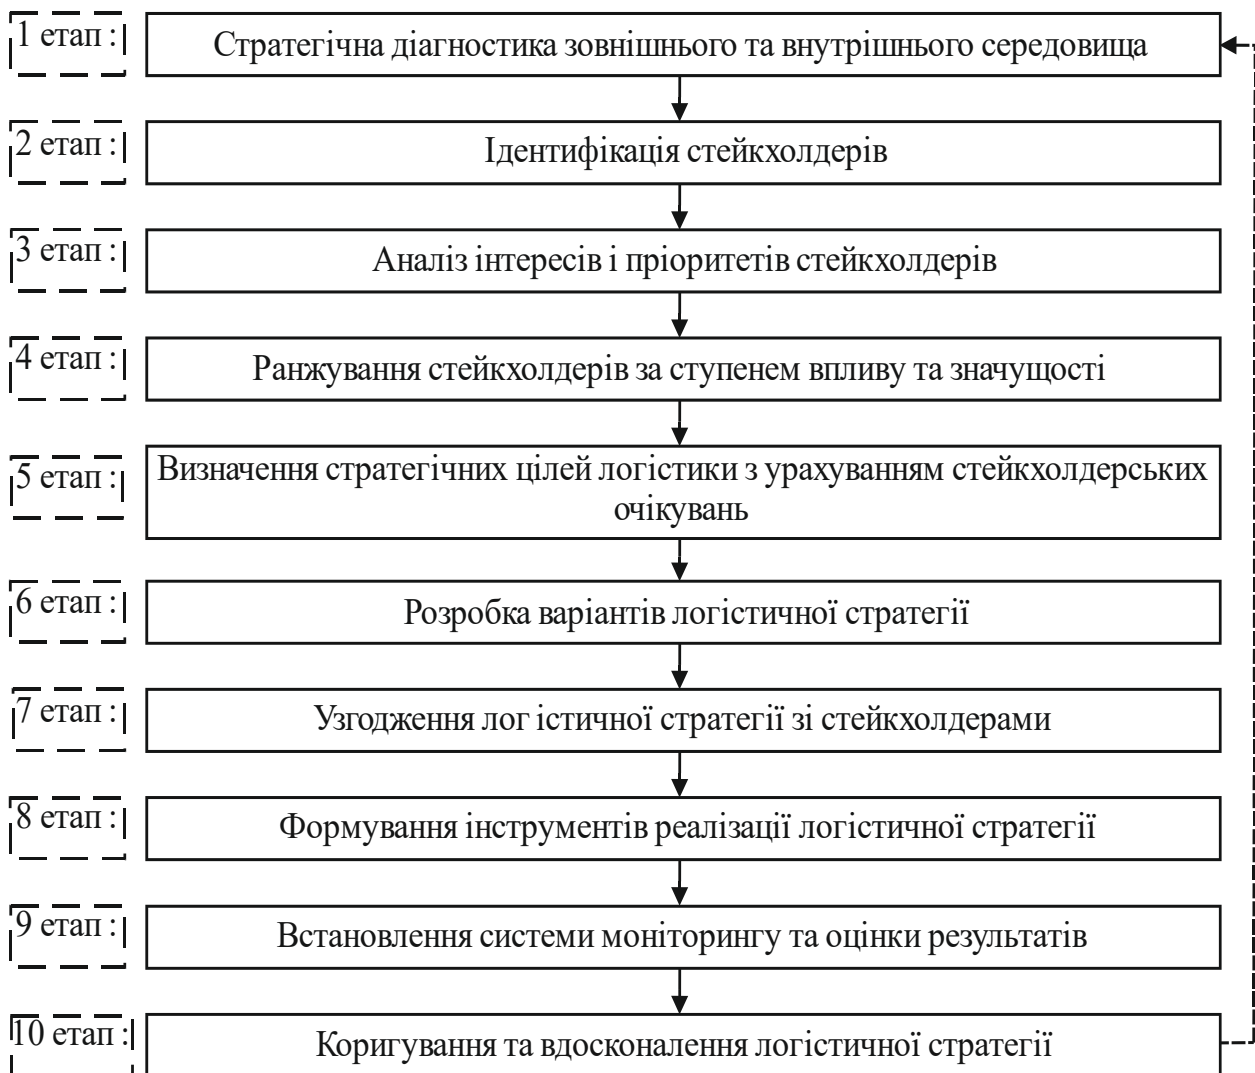 1 етап :
Стратегічна діагностика зовнішнього та внутрішнього середовища
2 етап :
Ідентифікація стейкхолдерів
3 етап :
Аналіз інтересів і пріоритетів стейкхолдерів
4 етап :
Ранжування стейкхолдерів за ступенем впливу та значущості
5 етап :
Визначення стратегічних цілей логістики з урахуванням стейкхолдерських
очікувань
6 етап :
Розробка варіантів логістичної стратегії
7 етап :
Узгодження лог істичної стратегії зі стейкхолдерами
8 етап :
Формування інструментів реалізації логістичної стратегії
9 етап :
Встановлення системи моніторингу та оцінки результатів
10 етап :
Коригування та вдосконалення логістичної стратегії